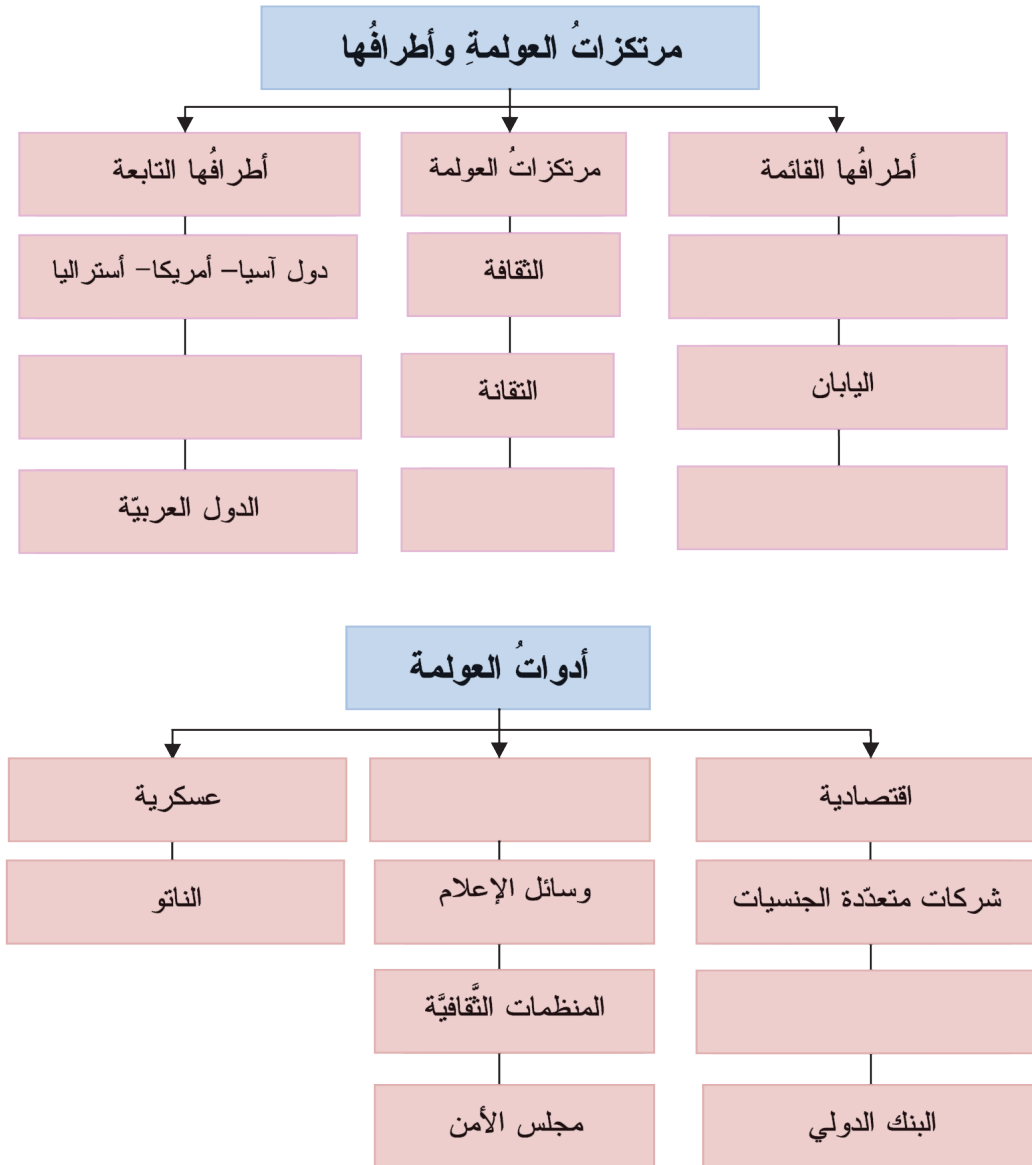 مرتكزاتُ العولمةِ وأطرافُها
أطرافُها القائمة
مرتكزاتُ العولمة
أطرافُها التابعة
الثقافة
دول آسيا– أمريكا– أستراليا
اليابان
التقانة
الدول العربيّة
أدواتُ العولمة
اقتصادية
عسكرية
شركات متعدّدة الجنسيات
وسائل الإعلام
الناتو
المنظمات الثَّقافيَّة
البنك الدولي
مجلس الأمن